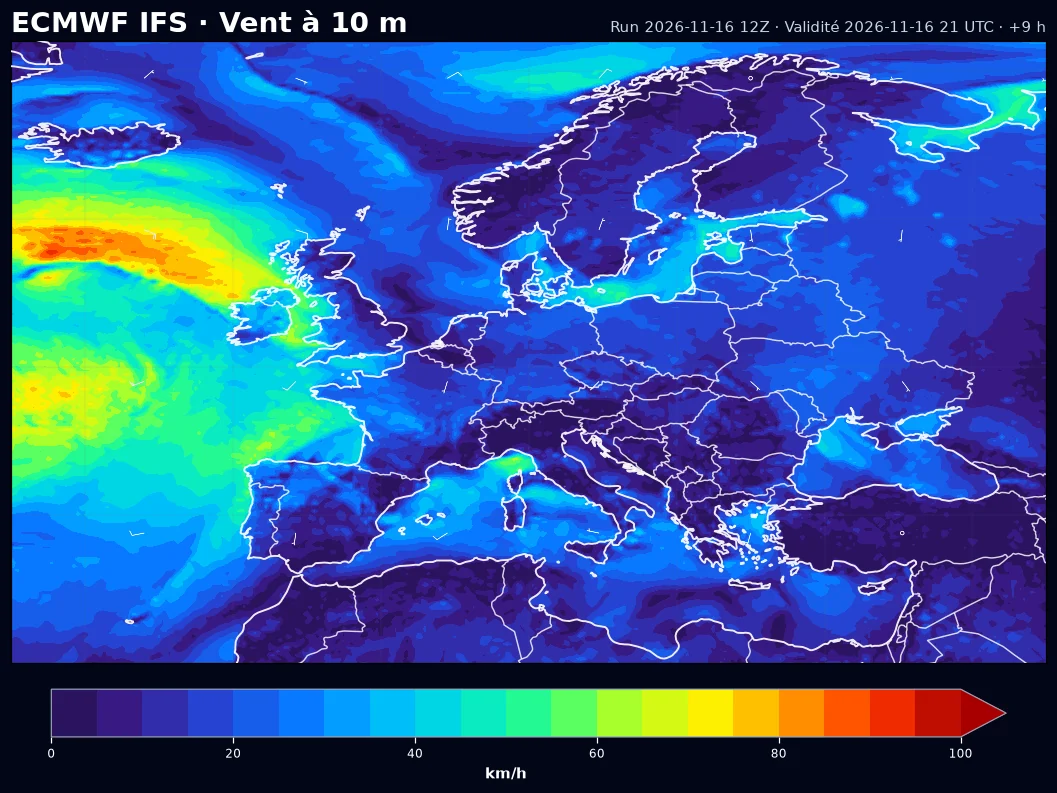 ECMWF IFS · Vent à 10 m
Run 2026-11-16 12Z · Validité 2026-11-16 21 UTC · +9 h
0 20 40 60 80 100
km/h